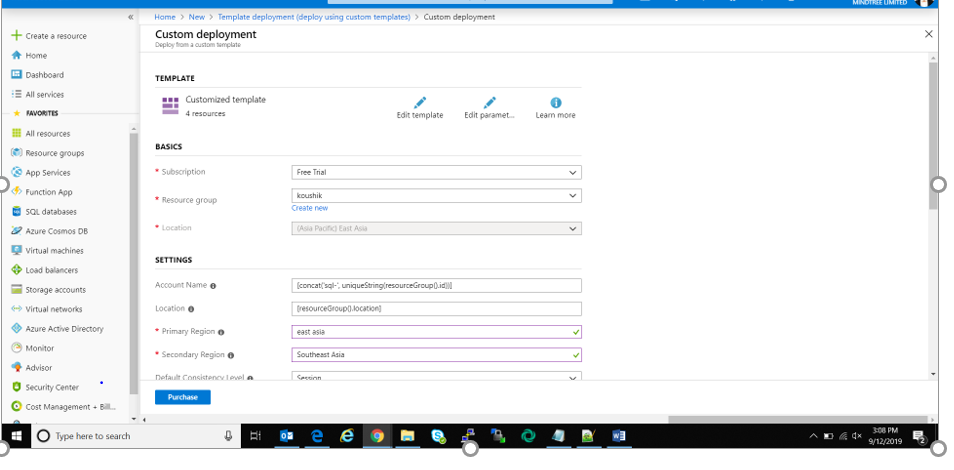 MINDTREE LIMITED
Home > New > Template deployment (deploy using custom templates) > Custom deployment
Custom deployment
Deploy from a custom template
Create a resource
Home
Dashboard
All services
FAVORITES
All resources
Resource groups
App Services
Function App
SQL databases
Azure Cosmos DB
Virtual machines
Load balancers
Storage accounts
Virtual networks
Azure Active Directory
Monitor
Advisor
Security Center
Cost Management + Bill...
TEMPLATE
Customized template
4 resources
Edit template
Edit paramet...
Learn more
BASICS
* Subscription
Free Trial
* Resource group
koushik
Create new
* Location
(Asia Pacific) East Asia
SETTINGS
Account Name
[concat('sql-', uniqueString(resourceGroup().id))]
Location
[resourceGroup().location]
* Primary Region
east asia
* Secondary Region
Southeast Asia
Default Consistency Level
Session
Purchase
Type here to search
3:08 PM
9/12/2019
2